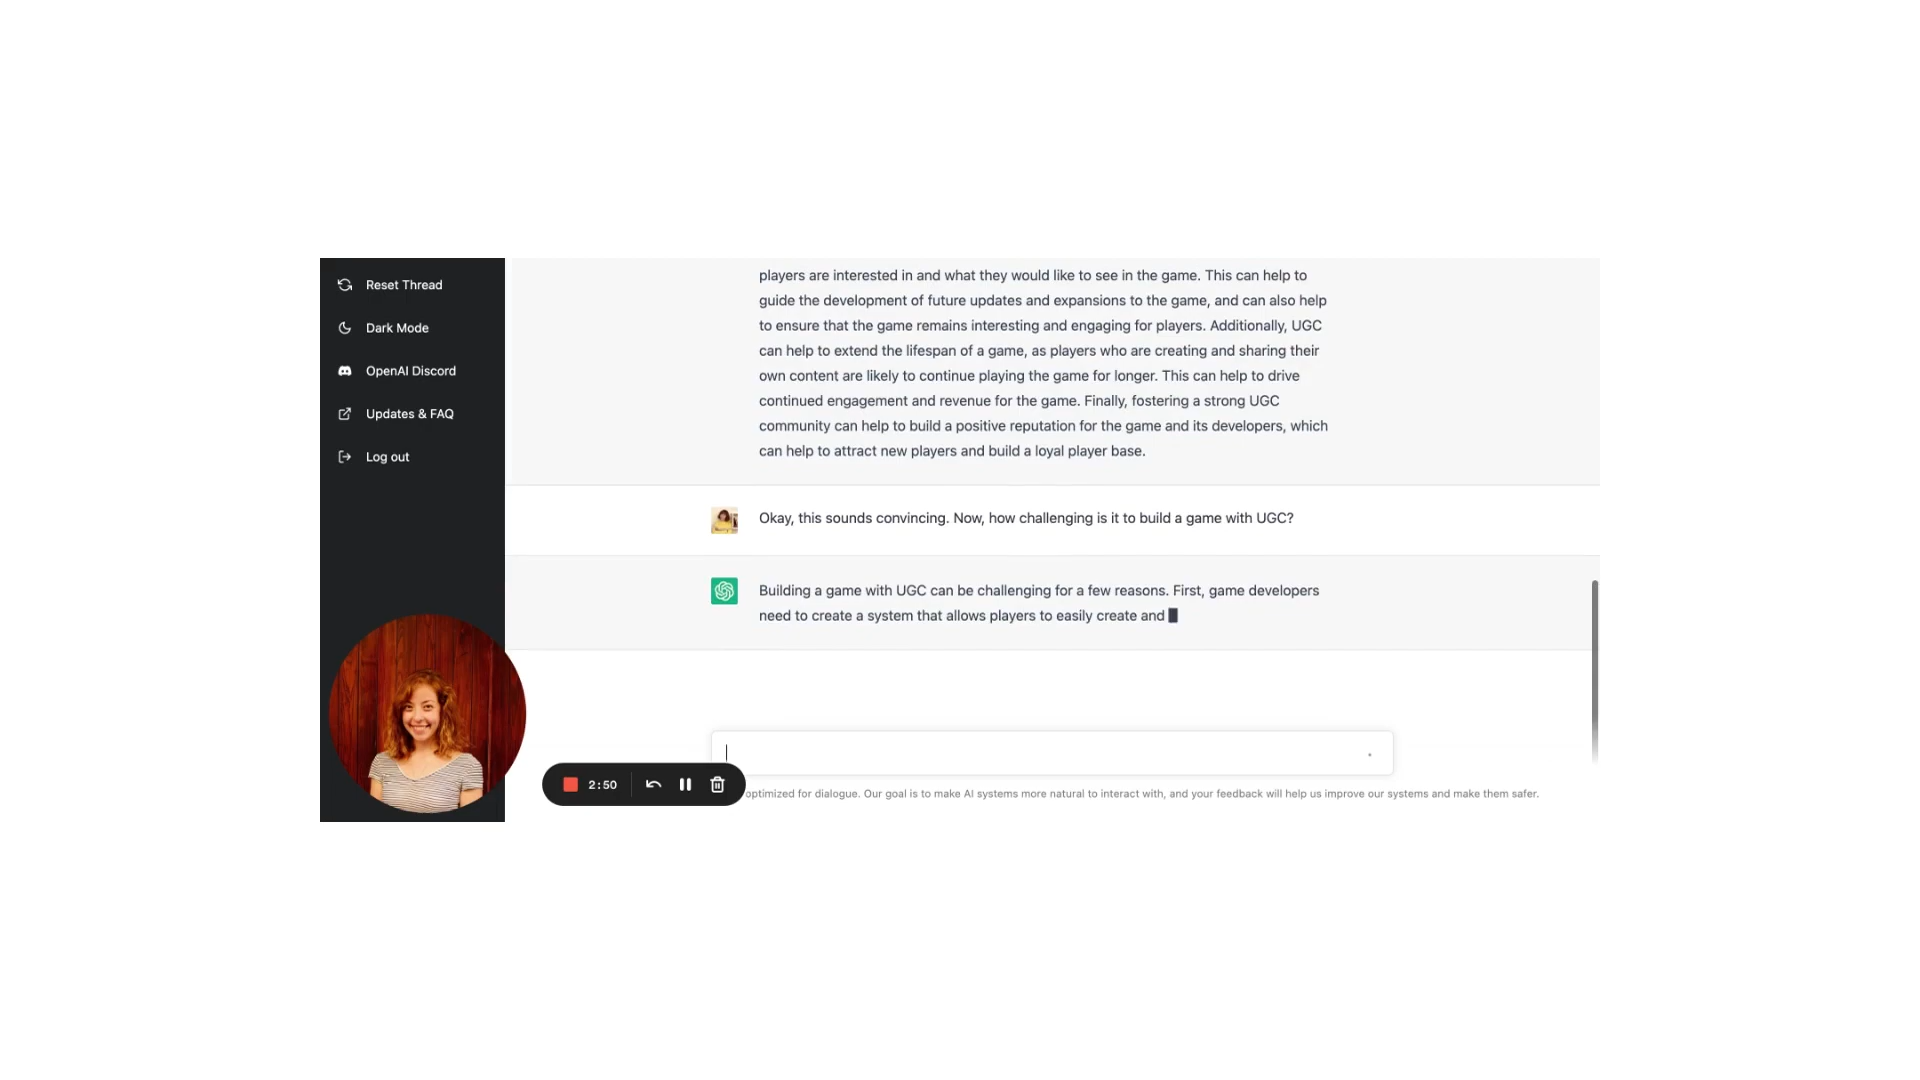 Reset Thread
Dark Mode
OpenAI Discord
Updates & FAQ
Log out
players are interested in and what they would like to see in the game. This can help to
guide the development of future updates and expansions to the game, and can also help
to ensure that the game remains interesting and engaging for players. Additionally, UGC
can help to extend the lifespan of a game, as players who are creating and sharing their
own content are likely to continue playing the game for longer. This can help to drive
continued engagement and revenue for the game. Finally, fostering a strong UGC
community can help to build a positive reputation for the game and its developers, which
can help to attract new players and build a loyal player base.
Okay, this sounds convincing. Now, how challenging is it to build a game with UGC?
Building a game with UGC can be challenging for a few reasons. First, game developers
need to create a system that allows players to easily create and
2:50
optimized for dialogue. Our goal is to make AI systems more natural to interact with, and your feedback will help us improve our systems and make them safer.